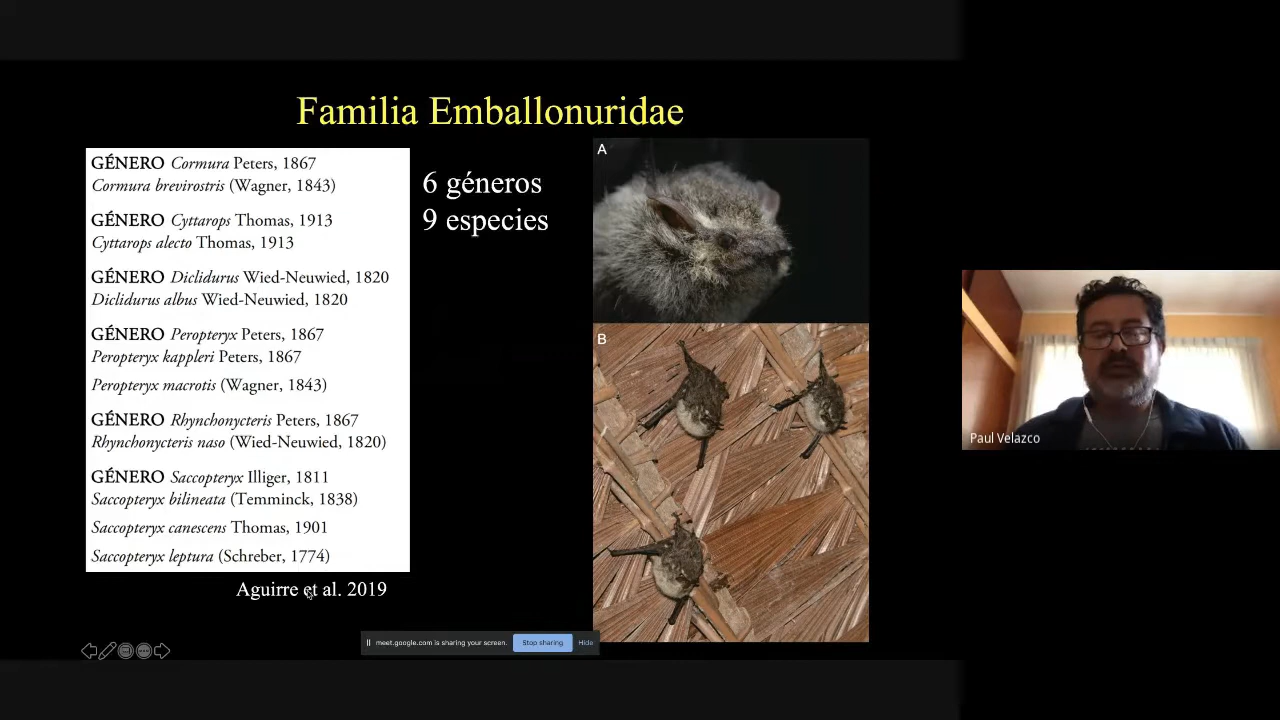 Familia Emballonuridae
GÉNERO Cormura Peters, 1867
Cormura brevirostris (Wagner, 1843)
GÉNERO Cyttarops Thomas, 1913
Cyttarops alecto Thomas, 1913
GÉNERO Diclidurus Wied-Neuwied, 1820
Diclidurus albus Wied-Neuwied, 1820
GÉNERO Peropteryx Peters, 1867
Peropteryx kappleri Peters, 1867
Peropteryx macrotis (Wagner, 1843)
GÉNERO Rhynchonycteris Peters, 1867
Rhynchonycteris naso (Wied-Neuwied, 1820)
GÉNERO Saccopteryx Illiger, 1811
Saccopteryx bilineata (Temminck, 1838)
Saccopteryx canescens Thomas, 1901
Saccopteryx leptura (Schreber, 1774)
Aguirre et al. 2019
6 géneros
9 especies
A
B
meet.google.com is sharing your screen.
Stop sharing
Hide
Paul Velazco